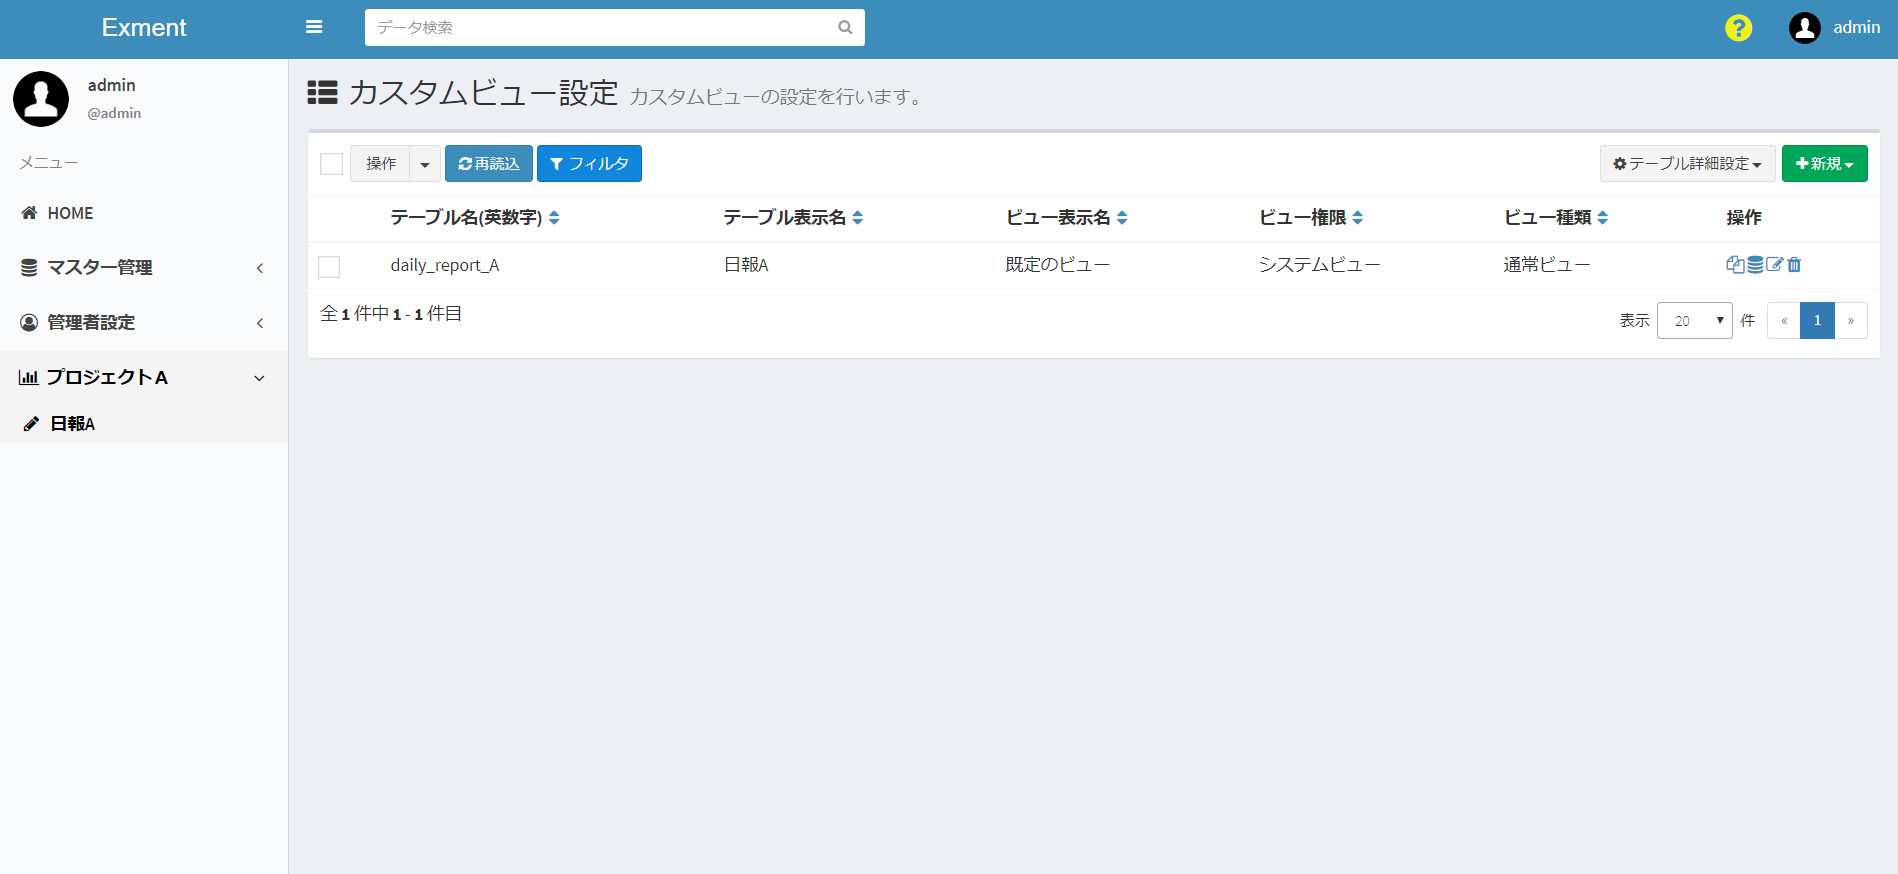 Exment
データ検索
?
admin
admin
@admin
メニュー
HOME
マスター管理
管理者設定
プロジェクトA
日報A
カスタムビュー設定 カスタムビューの設定を行います。
操作 再読込 フィルタ テーブル詳細設定 新規
テーブル名(英数字) テーブル表示名 ビュー表示名 ビュー権限 ビュー種類 操作
daily_report_A 日報A 既定のビュー システムビュー 通常ビュー
全 1 件中 1 - 1 件目
表示 20 件 « 1 »